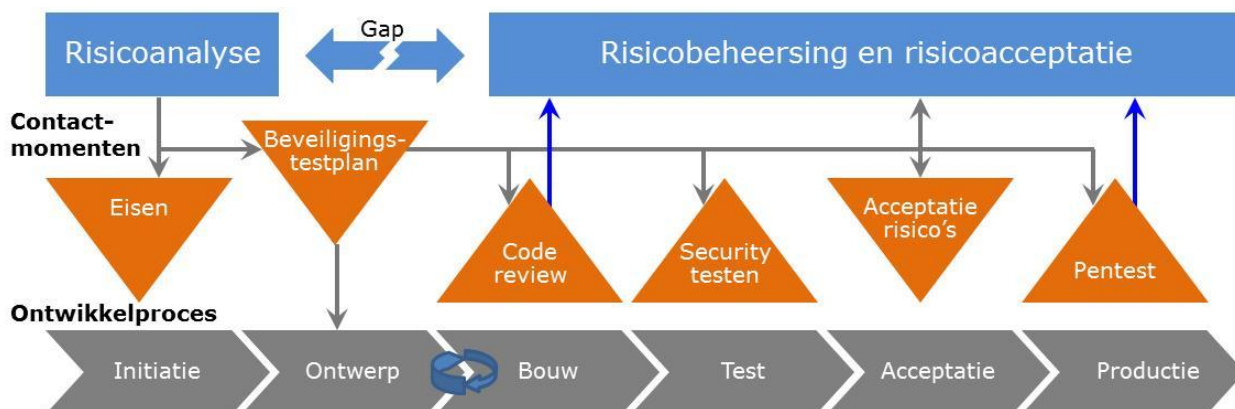 Risicoanalyse
Gap
Risicobeheersing en risicoacceptatie
Contact-
momenten
Beveiligings-
testplan
Eisen
Code
review
Security
testen
Acceptatie
risico's
Pentest
Ontwikkelproces
Initiatie
Ontwerp
Bouw
Test
Acceptatie
Productie